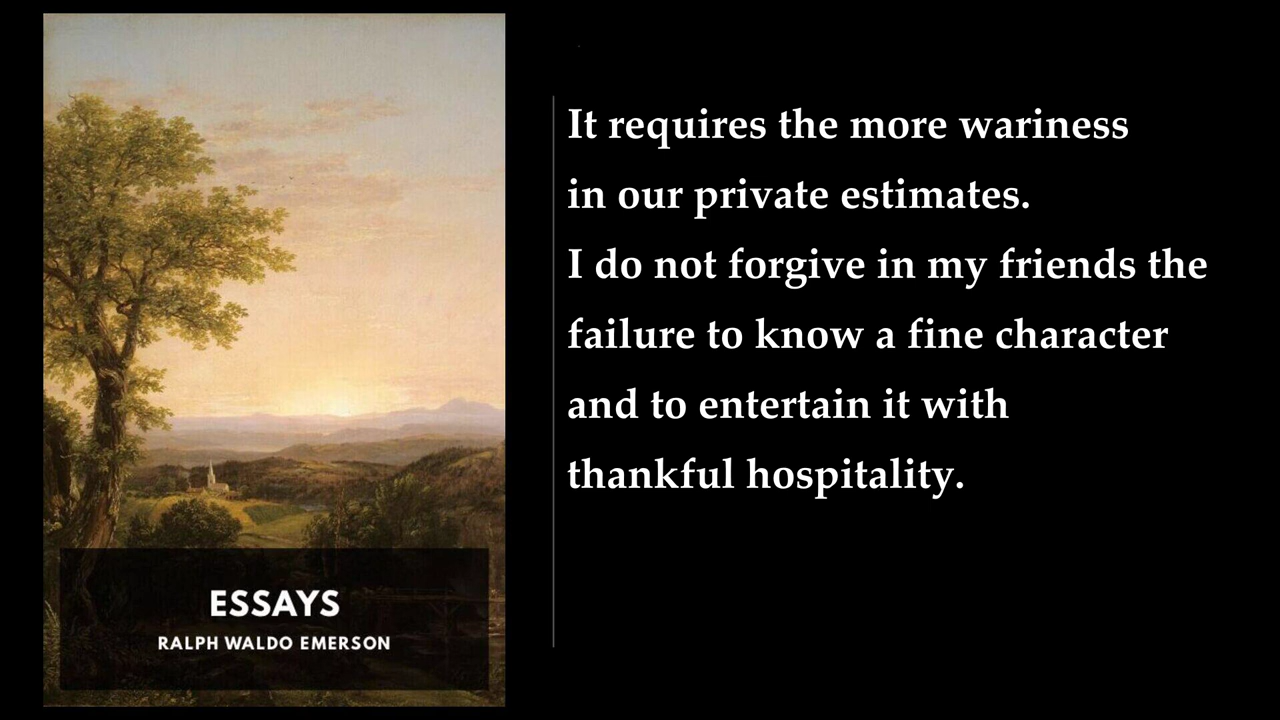 ESSAYS
RALPH WALDO EMERSON
It requires the more wariness
in our private estimates.
I do not forgive in my friends the
failure to know a fine character
and to entertain it with
thankful hospitality.